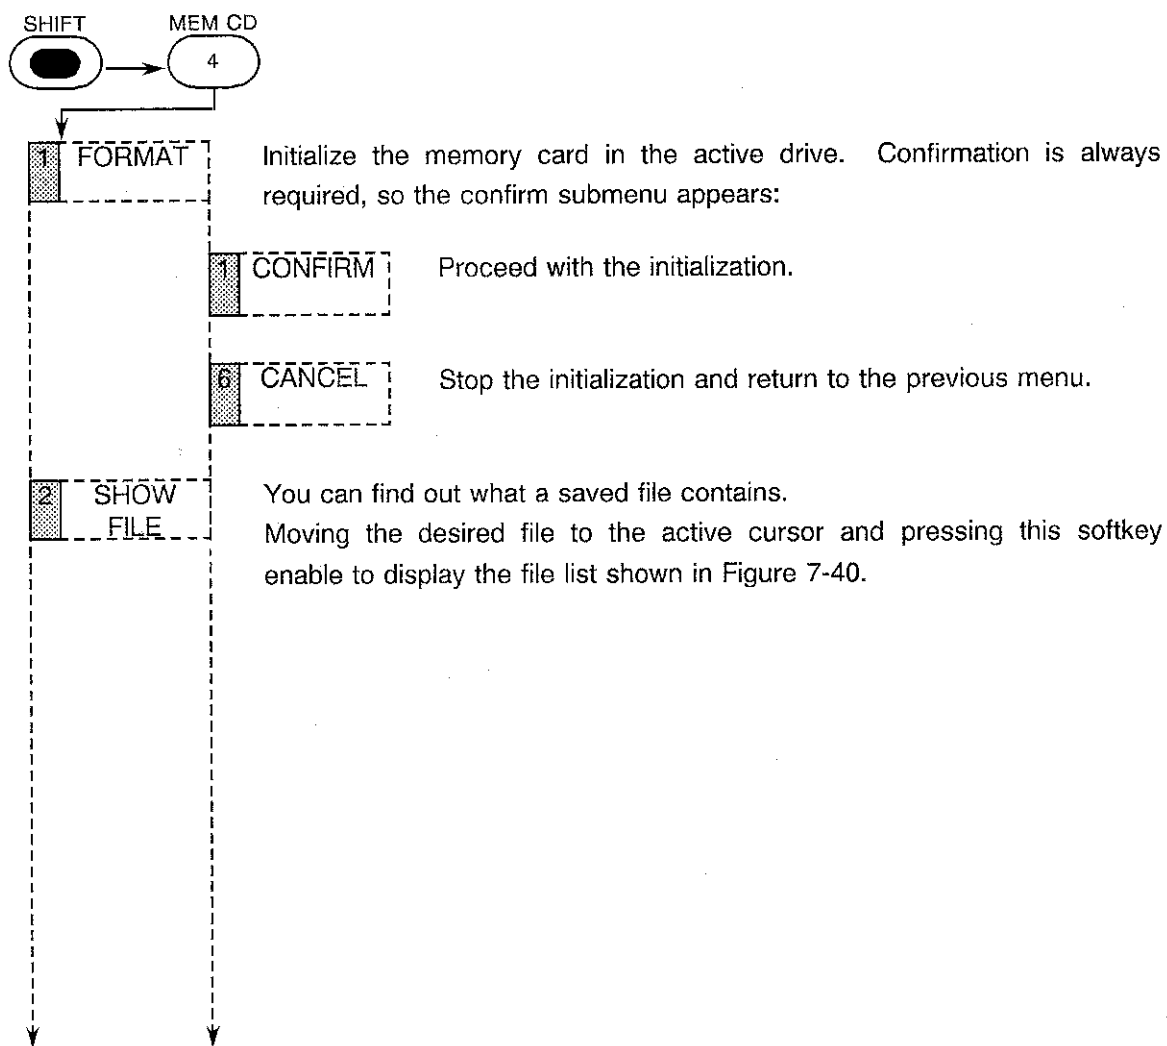 SHIFT MEM CD
4
1 FORMAT Initialize the memory card in the active drive. Confirmation is always
required, so the confirm submenu appears:
1 CONFIRM Proceed with the initialization.
6 CANCEL Stop the initialization and return to the previous menu.
2 SHOW You can find out what a saved file contains.
FILE Moving the desired file to the active cursor and pressing this softkey
enable to display the file list shown in Figure 7-40.